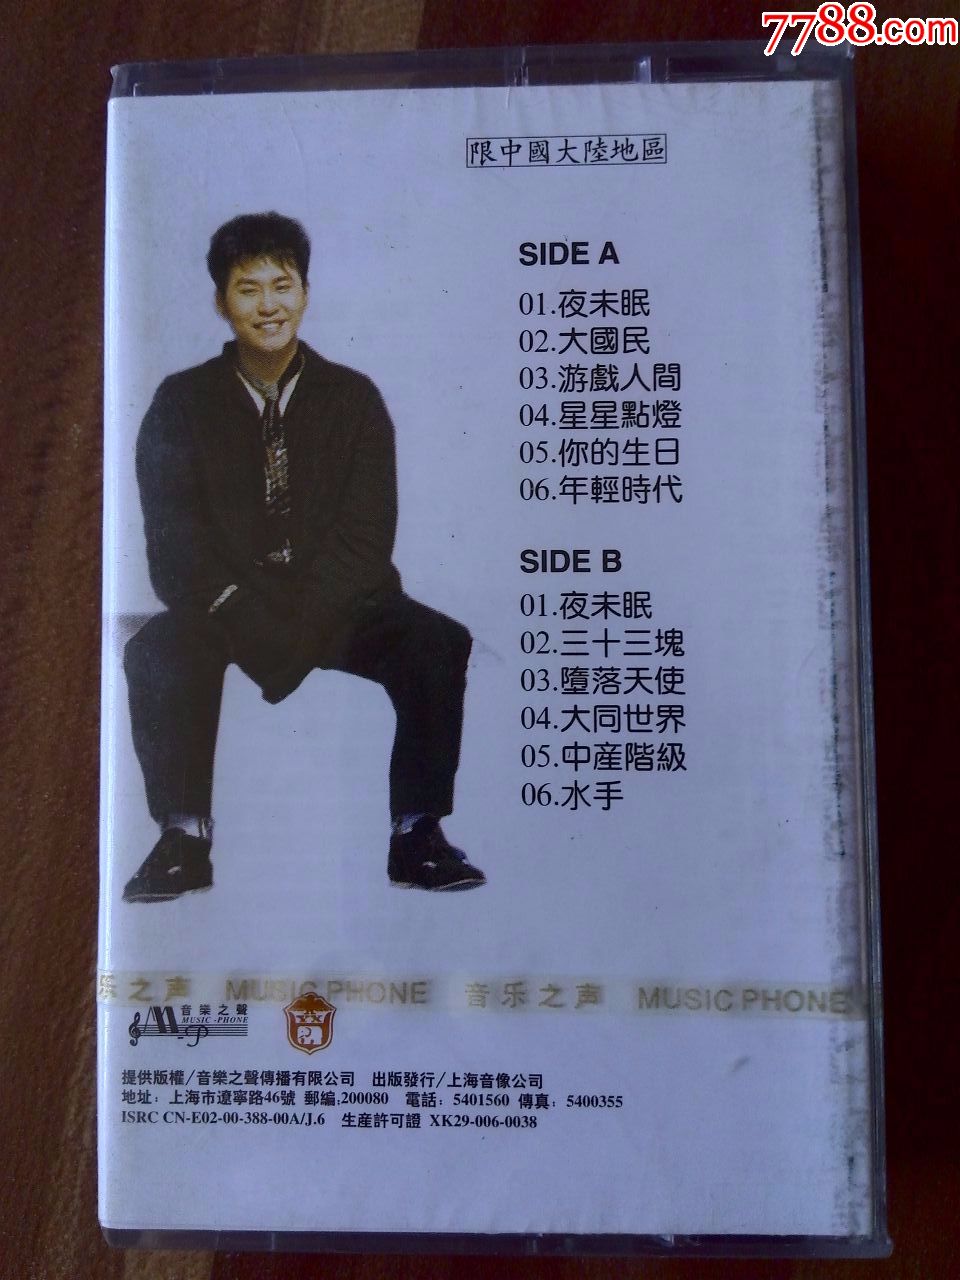 7788.com
限中國大陸地區
SIDE A
01.夜未眠
02.大國民
03.游戲人間
04.星星點燈
05.你的生日
06.年輕時代
SIDE B
01.夜未眠
02.三十三塊
03.墮落天使
04.大同世界
05.中産階級
06.水手
乐之声 MUSIC PHONE 音乐之声 MUSIC PHONE
音樂之聲
MUSIC-PHONE
提供版權/音樂之聲傳播有限公司 出版發行/上海音像公司
地址：上海市遼寧路46號 郵編:200080 電話：5401560 傳真：5400355
ISRC CN-E02-00-388-00A/J.6 生産許可證 XK29-006-0038